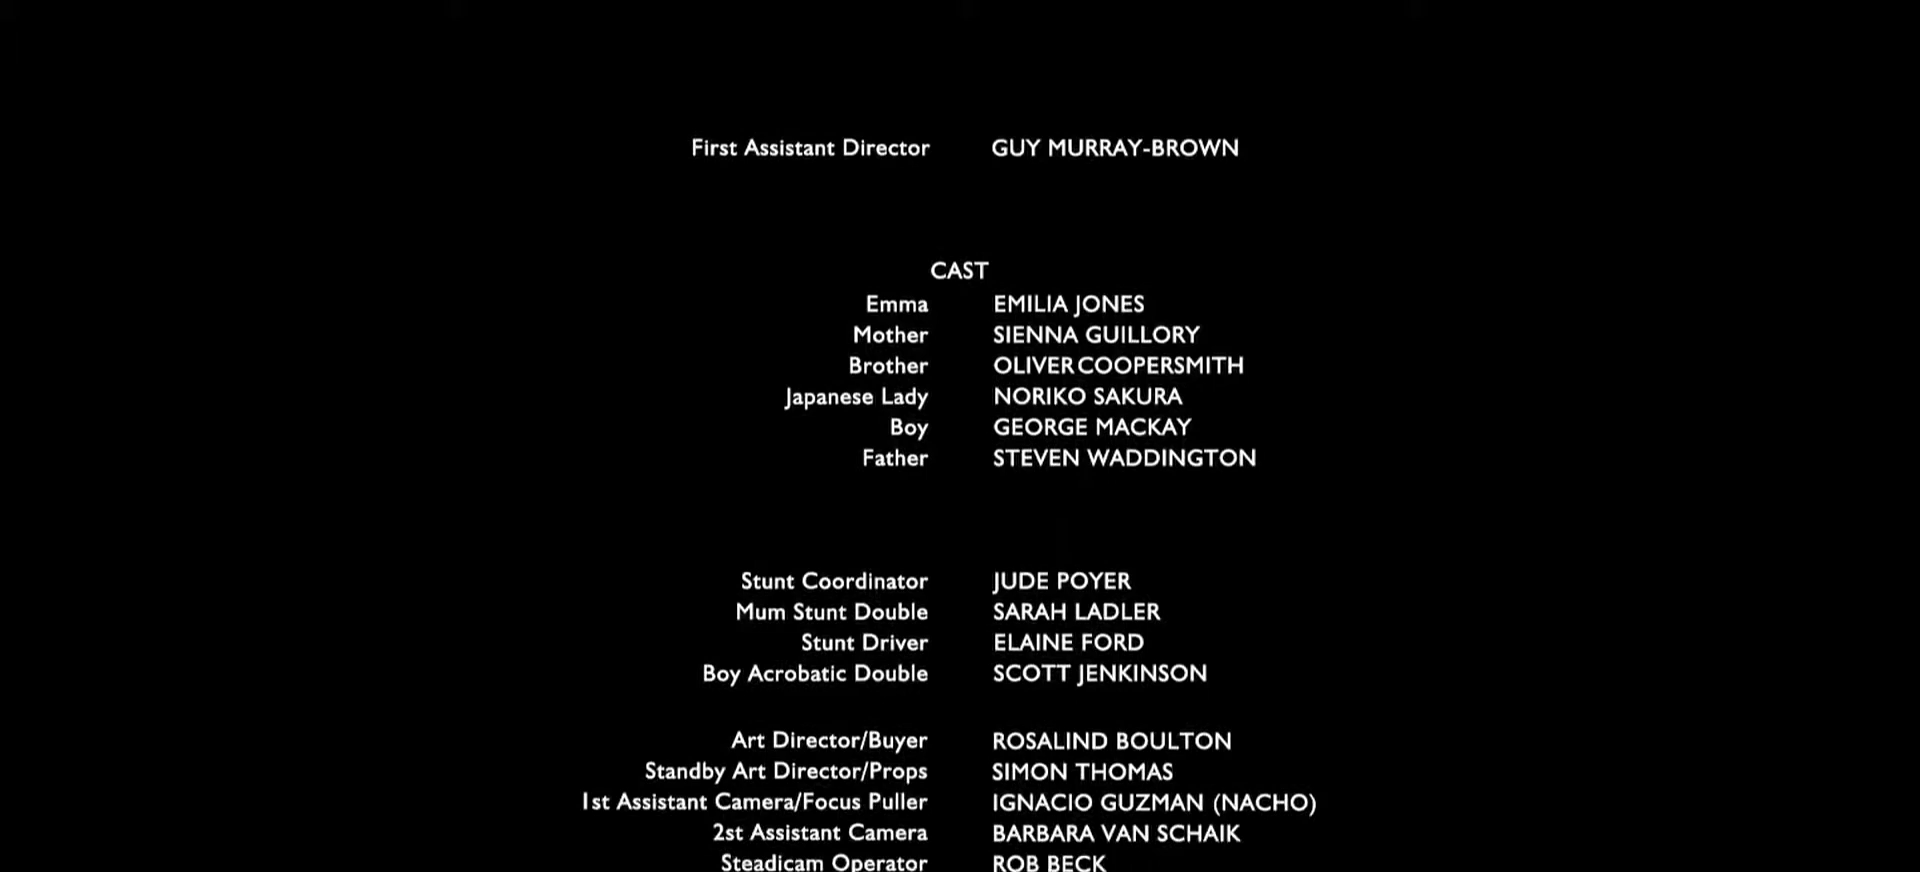 First Assistant Director GUY MURRAY-BROWN
CAST
Emma EMILIA JONES
Mother SIENNA GUILLORY
Brother OLIVER COOPERSMITH
Japanese Lady NORIKO SAKURA
Boy GEORGE MACKAY
Father STEVEN WADDINGTON
Stunt Coordinator JUDE POYER
Mum Stunt Double SARAH LADLER
Stunt Driver ELAINE FORD
Boy Acrobatic Double SCOTT JENKINSON
Art Director/Buyer ROSALIND BOULTON
Standby Art Director/Props SIMON THOMAS
1st Assistant Camera/Focus Puller IGNACIO GUZMAN (NACHO)
2st Assistant Camera BARBARA VAN SCHAIK
Steadicam Operator ROB BECK